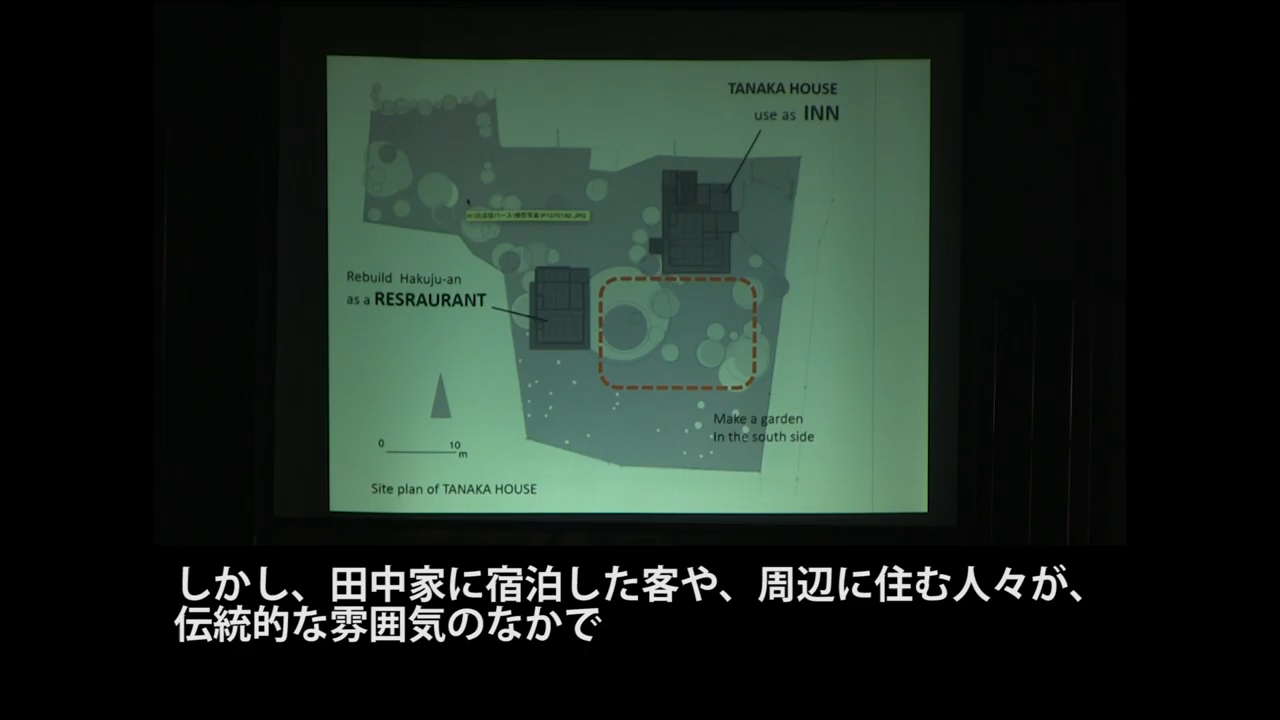 TANAKA HOUSE
use as INN
Rebuild Hakuju-an
as a RESRAURANT
Make a garden
In the south side
0 10
m
Site plan of TANAKA HOUSE
しかし、田中家に宿泊した客や、周辺に住む人々が、
伝統的な雰囲気のなかで